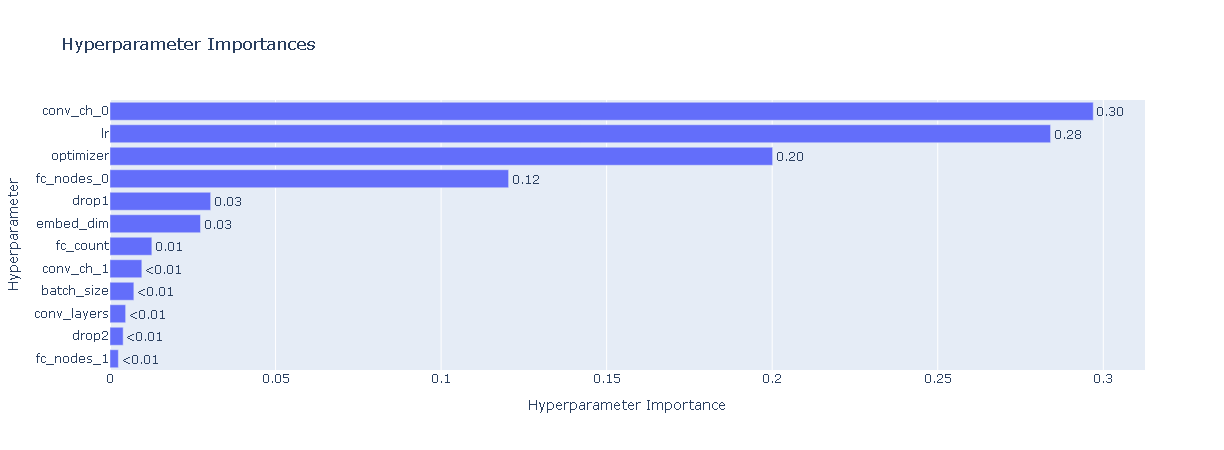 Hyperparameter Importances
conv_ch_0 0.30
lr 0.28
optimizer 0.20
fc_nodes_0 0.12
drop1 0.03
embed_dim 0.03
fc_count 0.01
conv_ch_1 <0.01
batch_size <0.01
conv_layers <0.01
drop2 <0.01
fc_nodes_1 <0.01
Hyperparameter
0 0.05 0.1 0.15 0.2 0.25 0.3
Hyperparameter Importance